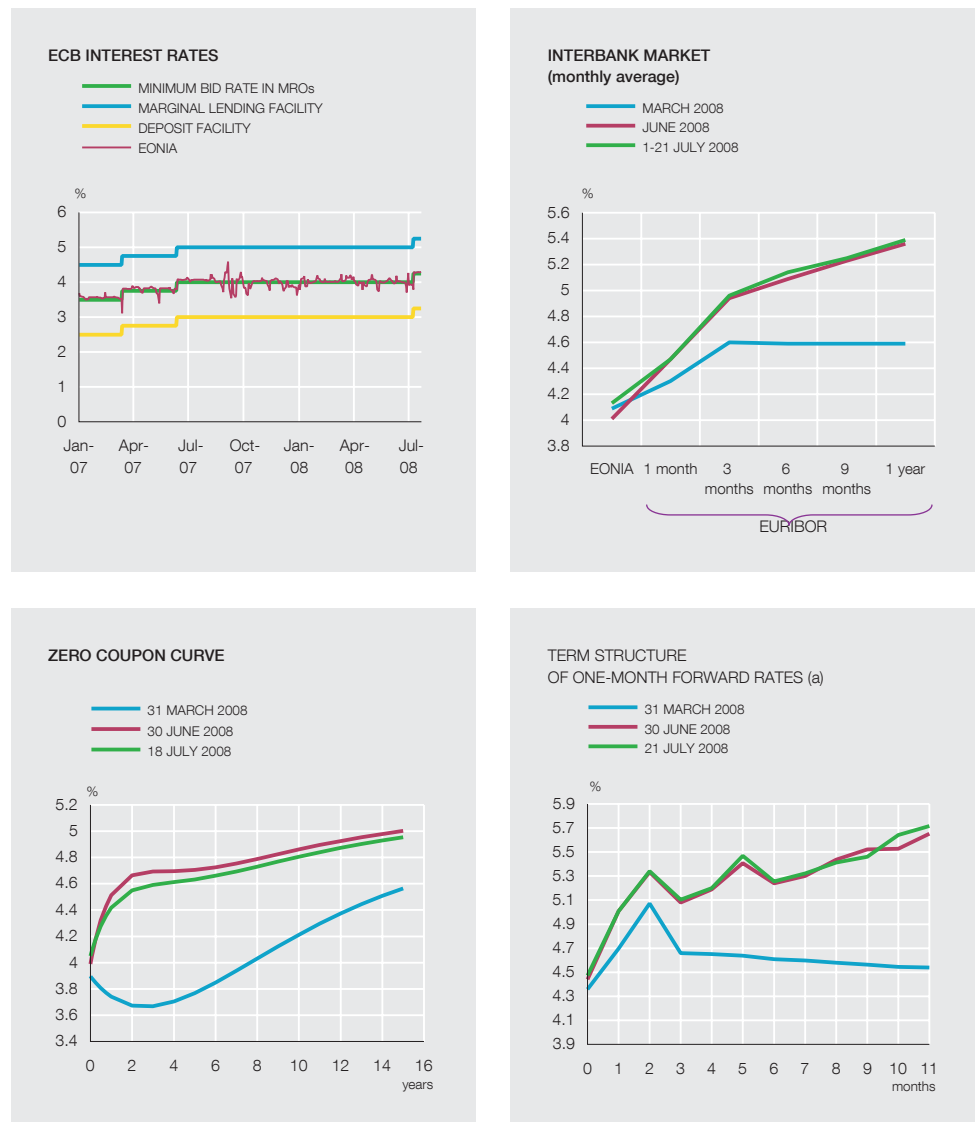 ECB INTEREST RATES
MINIMUM BID RATE IN MROs
MARGINAL LENDING FACILITY
DEPOSIT FACILITY
EONIA
%
6
5
4
3
2
1
0
Jan- Apr- Jul- Oct- Jan- Apr- Jul-
07 07 07 07 08 08 08
INTERBANK MARKET
(monthly average)
MARCH 2008
JUNE 2008
1-21 JULY 2008
%
5.6
5.4
5.2
5
4.8
4.6
4.4
4.2
4
3.8
EONIA 1 month 3 6 9 1 year
months months months
EURIBOR
ZERO COUPON CURVE
31 MARCH 2008
30 JUNE 2008
18 JULY 2008
%
5.2
5
4.8
4.6
4.4
4.2
4
3.8
3.6
3.4
0 2 4 6 8 10 12 14 16
years
TERM STRUCTURE
OF ONE-MONTH FORWARD RATES (a)
31 MARCH 2008
30 JUNE 2008
21 JULY 2008
%
5.9
5.7
5.5
5.3
5.1
4.9
4.7
4.5
4.3
4.1
3.9
0 1 2 3 4 5 6 7 8 9 10 11
months